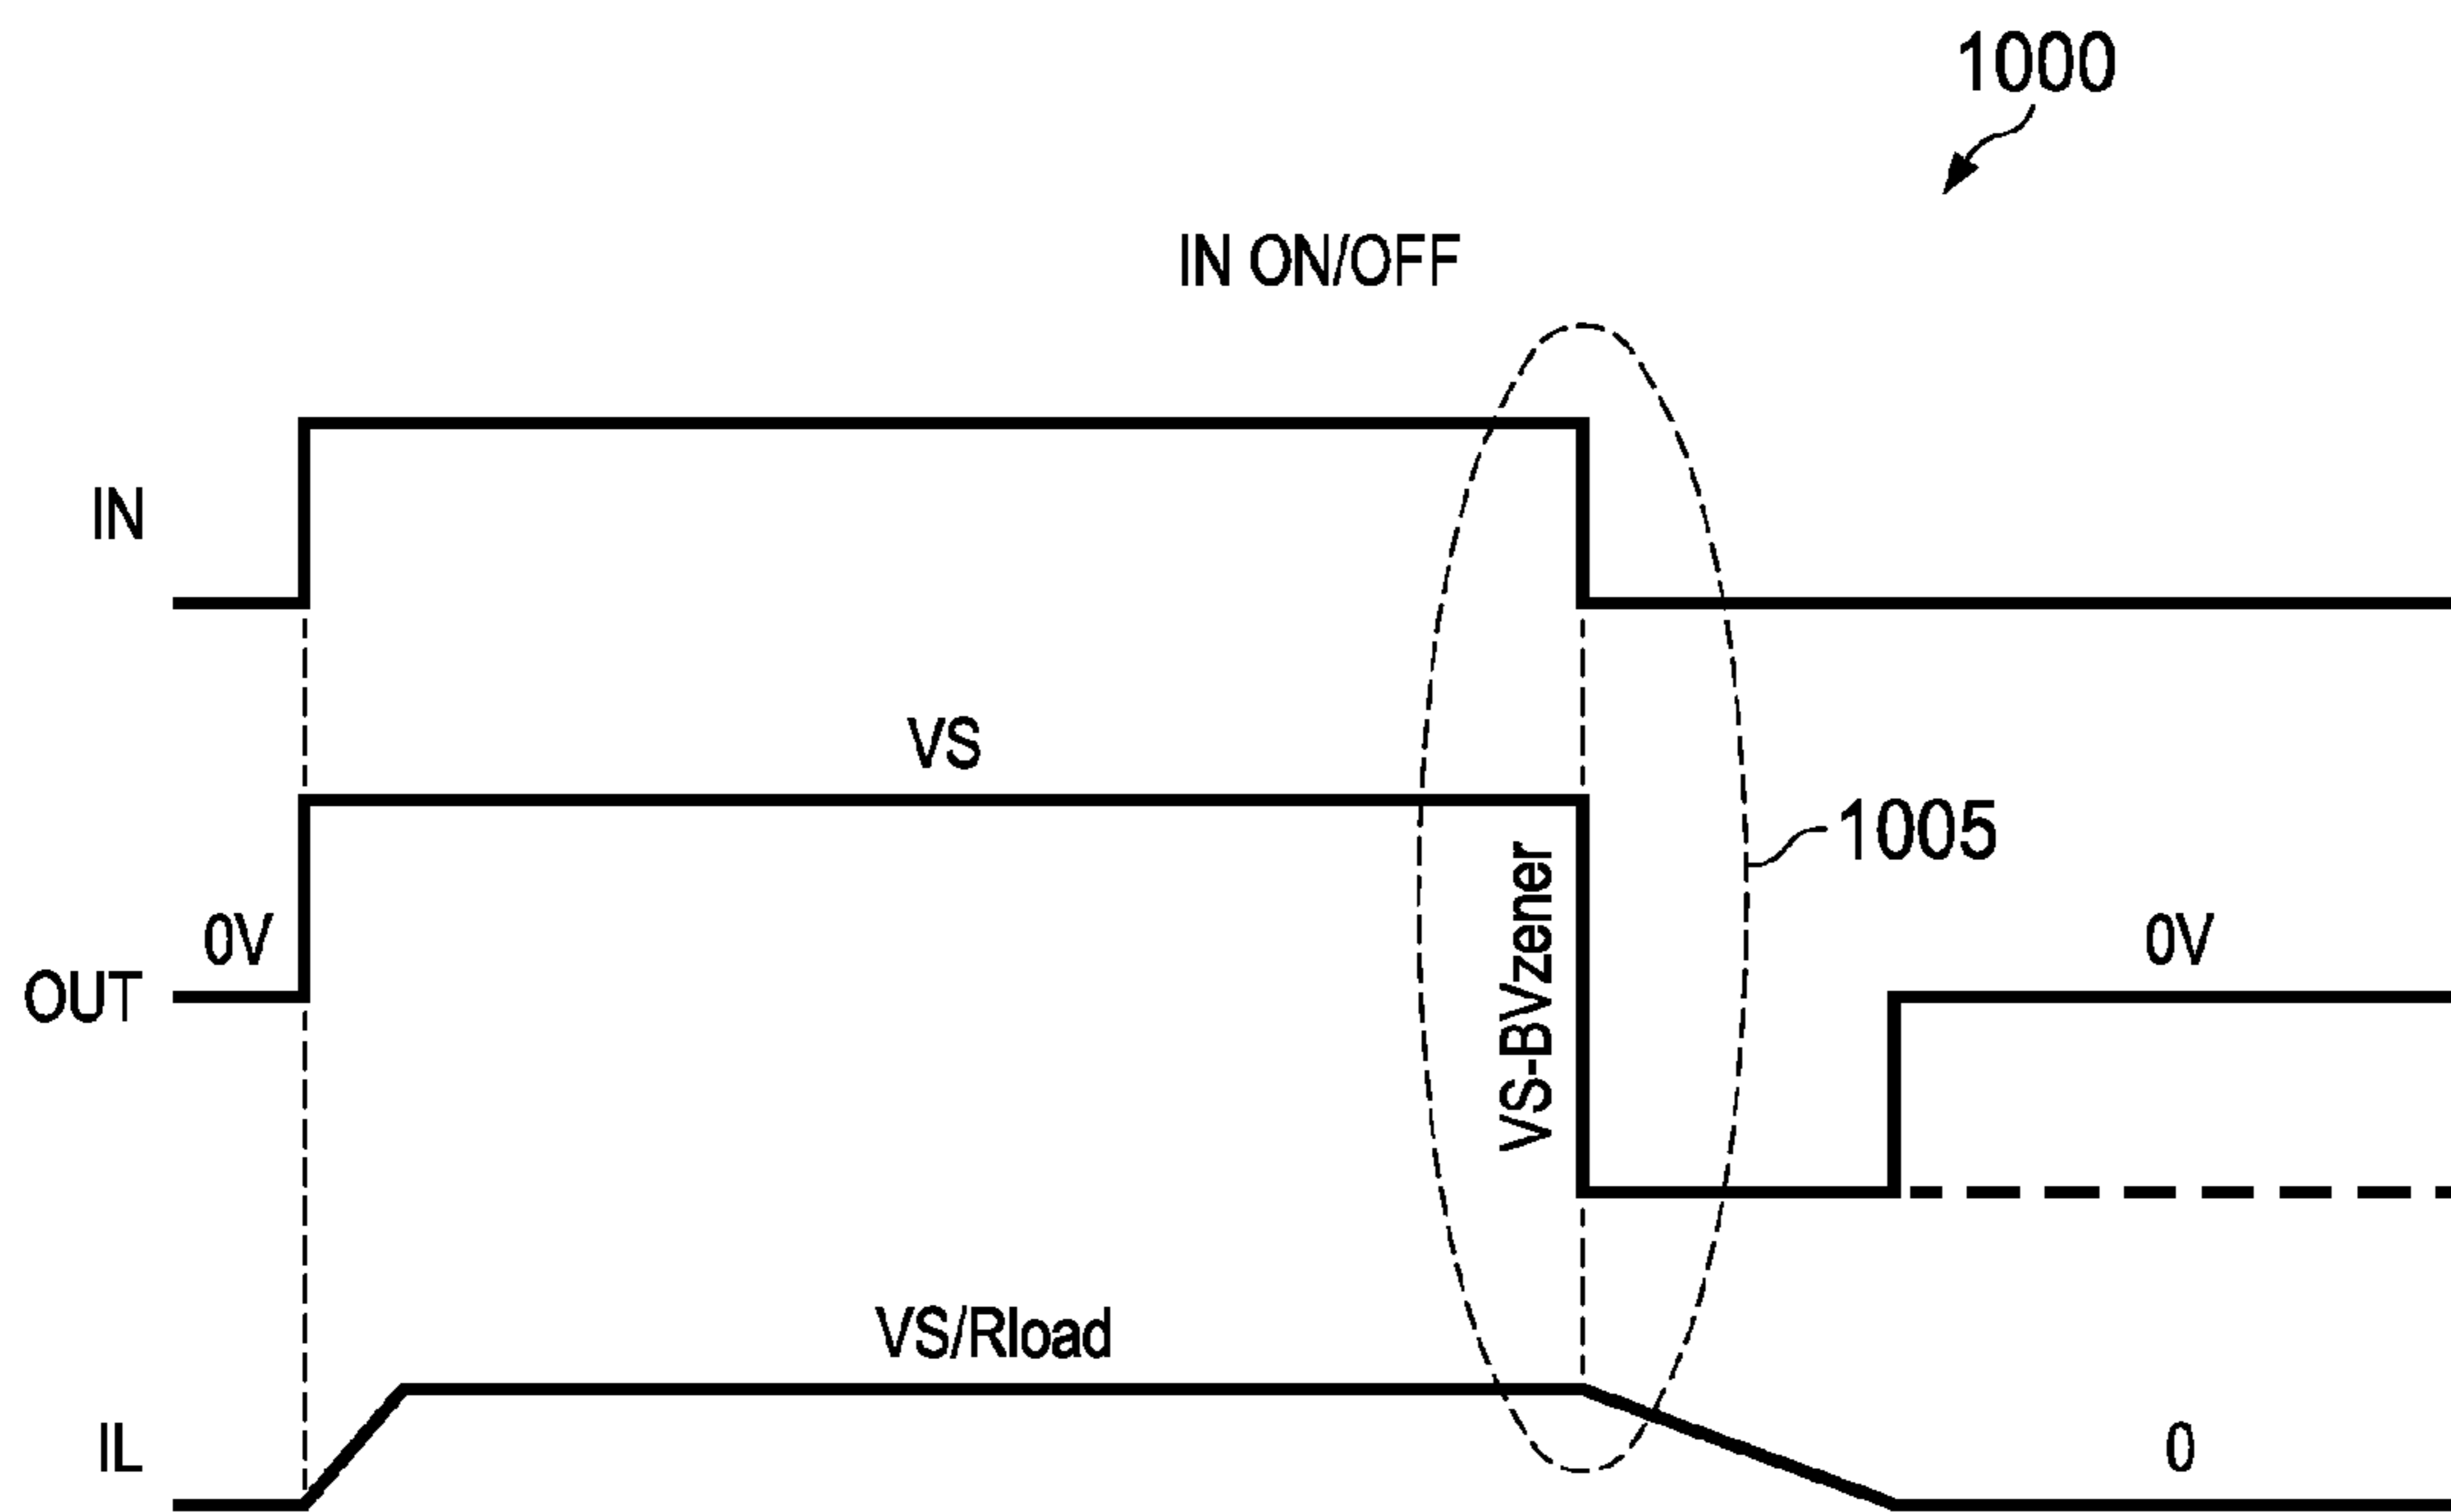 1000
IN ON/OFF
IN
VS
1005
VS-BVzener
0V
0V
OUT
VS/Rload
IL
0